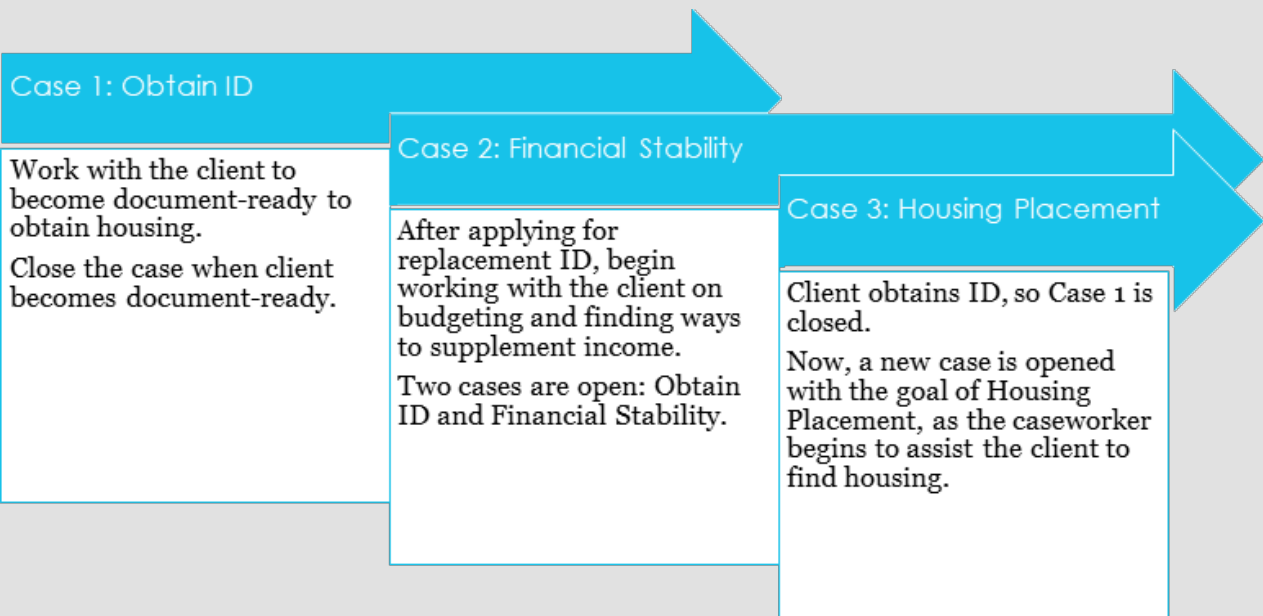 Case 1: Obtain ID
Work with the client to
become document-ready to
obtain housing.
Close the case when client
becomes document-ready.
Case 2: Financial Stability
After applying for
replacement ID, begin
working with the client on
budgeting and finding ways
to supplement income.
Two cases are open: Obtain
ID and Financial Stability.
Case 3: Housing Placement
Client obtains ID, so Case 1 is
closed.
Now, a new case is opened
with the goal of Housing
Placement, as the caseworker
begins to assist the client to
find housing.